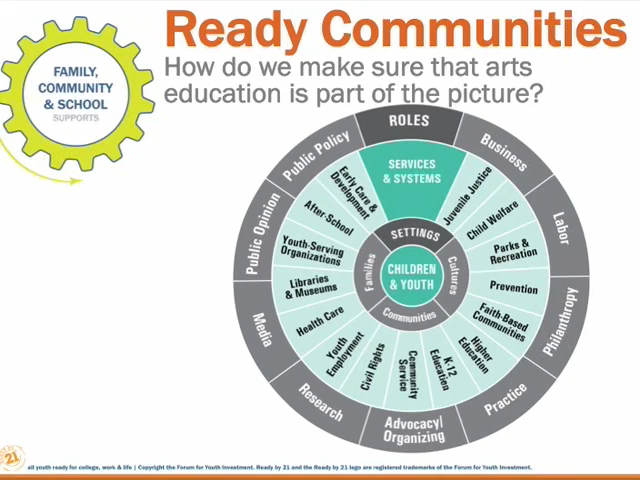 Ready Communities
How do we make sure that arts
education is part of the picture?
FAMILY,
COMMUNITY
& SCHOOL
SUPPORTS
ROLES
Business
Labor
Philanthropy
Practice
Advocacy/
Organizing
Research
Media
Public Opinion
Public Policy
SERVICES
& SYSTEMS
Juvenile Justice
Child Welfare
Parks &
Recreation
Prevention
Faith-Based
Communities
Higher
Education
K-12
Education
Community
Service
Civil Rights
Youth
Employment
Health Care
Libraries
& Museums
Youth-Serving
Organizations
After-School
Early Care &
Development
SETTINGS
Cultures
Communities
Families
CHILDREN
& YOUTH
21
all youth ready for college, work & life | Copyright the Forum for Youth Investment. Ready by 21 and the Ready by 21 logo are registered trademarks of the Forum for Youth Investment.